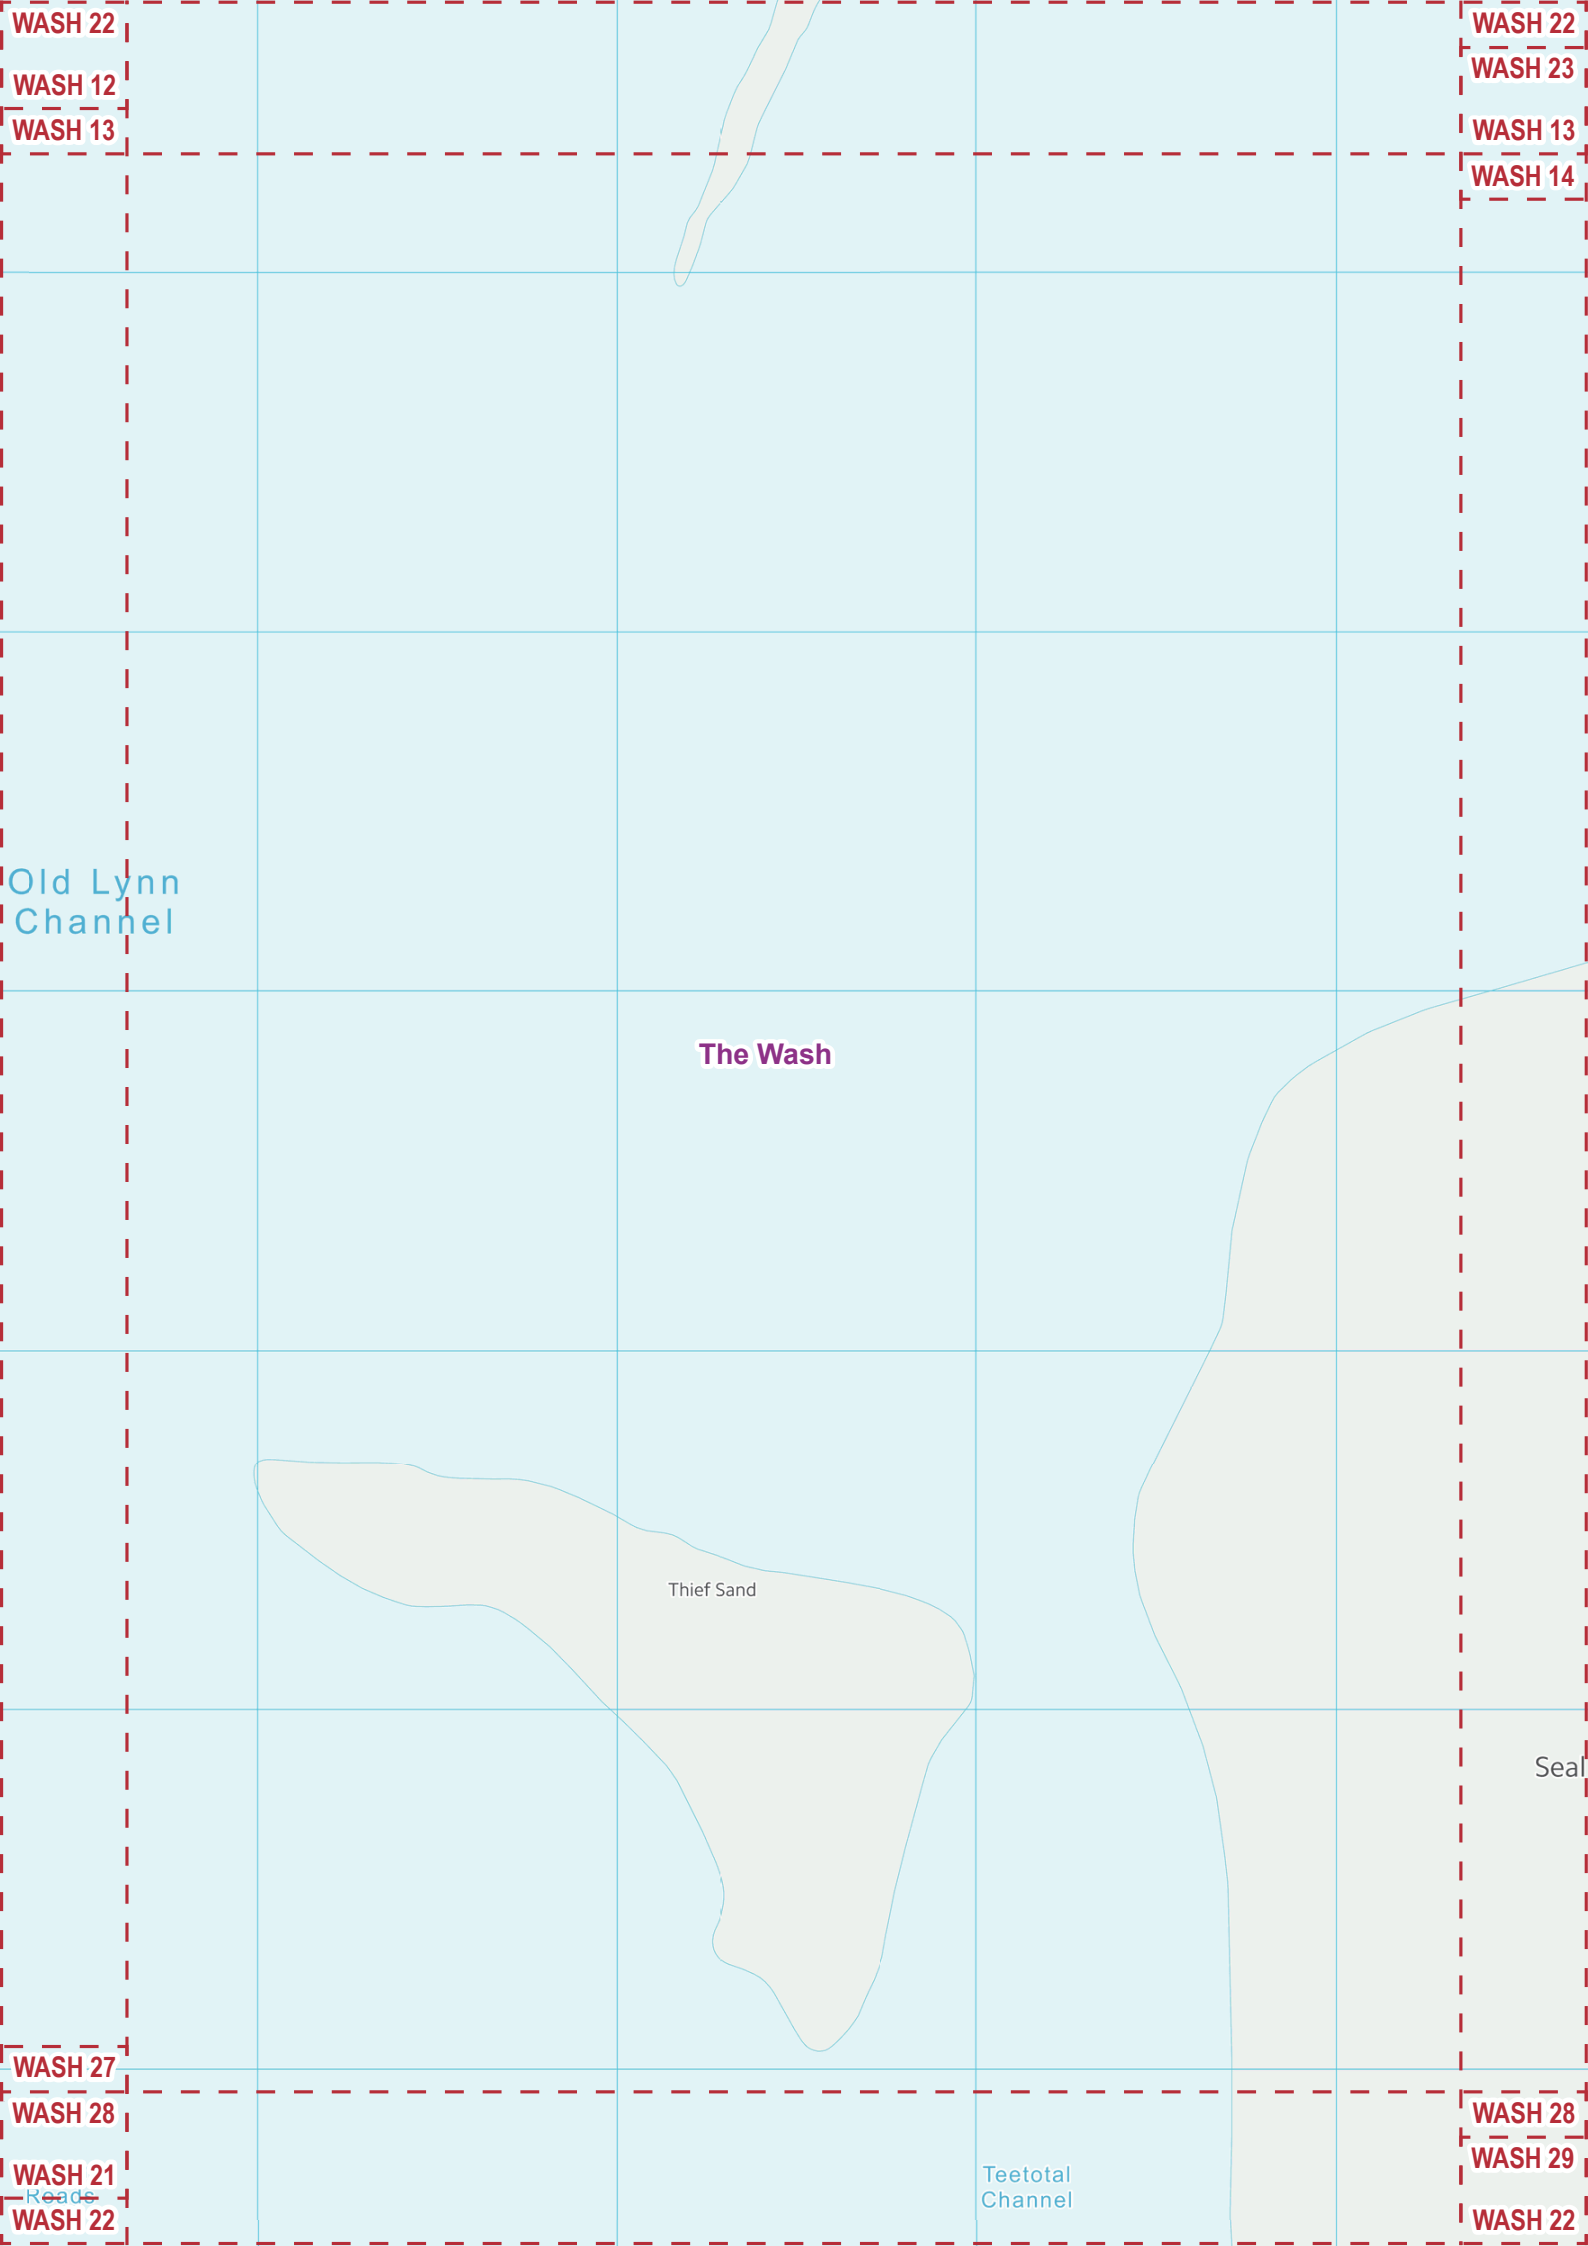 WASH 22
WASH 22
WASH 23
WASH 12
WASH 13
WASH 13
WASH 14
Old Lynn
Channel
The Wash
Thief Sand
Seal
WASH 27
WASH 28
WASH 28
WASH 29
WASH 21
Roads
WASH 22
Teetotal
Channel
WASH 22